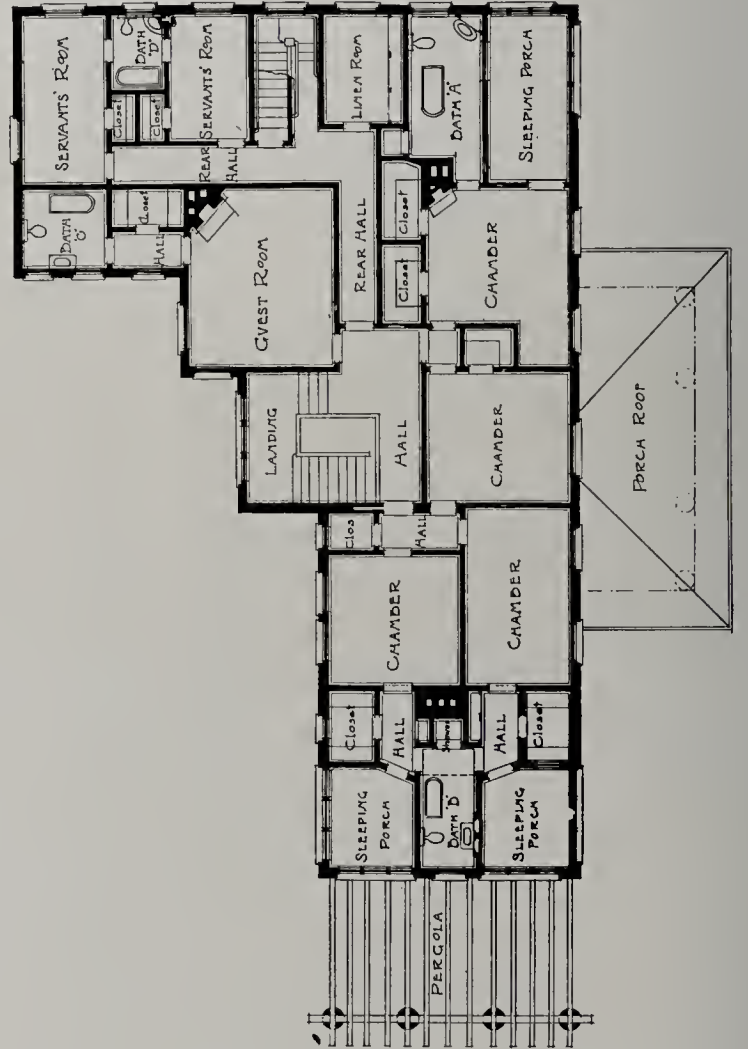 BATH "C"
SERVANTS' ROOM
HALL
Closet
Closet
BATH "D"
Closet
REAR
HALL
SERVANTS' ROOM
LANDING
GUEST ROOM
SLEEPING
PORCH
Closet
CHAMBER
Clos
HALL
HALL
HALL
REAR HALL
LINEN ROOM
Closet
Closet
PERGOLA
BATH "B"
Shower
BATH "A"
SLEEPING
PORCH
HALL
Closet
CHAMBER
CHAMBER
CHAMBER
SLEEPING PORCH
PORCH ROOF